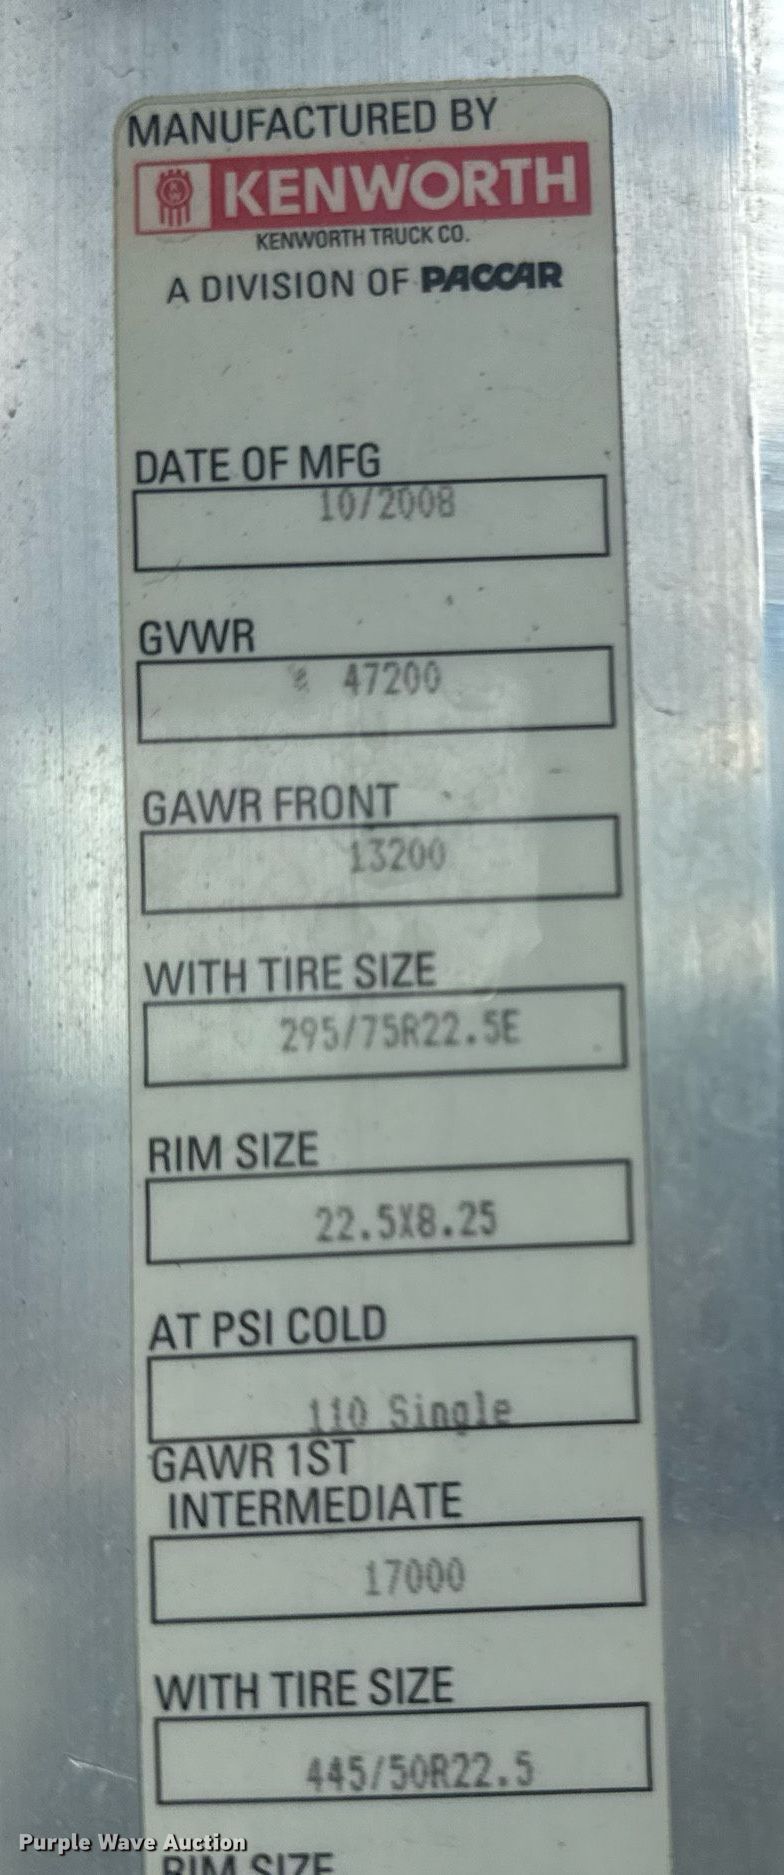 MANUFACTURED BY
KENWORTH
KENWORTH TRUCK CO.
A DIVISION OF PACCAR
DATE OF MFG
10/2008
GVWR
47200
GAWR FRONT
13200
WITH TIRE SIZE
295/75R22.5E
RIM SIZE
22.5X8.25
AT PSI COLD
110 Single
GAWR 1ST
INTERMEDIATE
17000
WITH TIRE SIZE
445/50R22.5
RIM SIZE
Purple Wave Auction